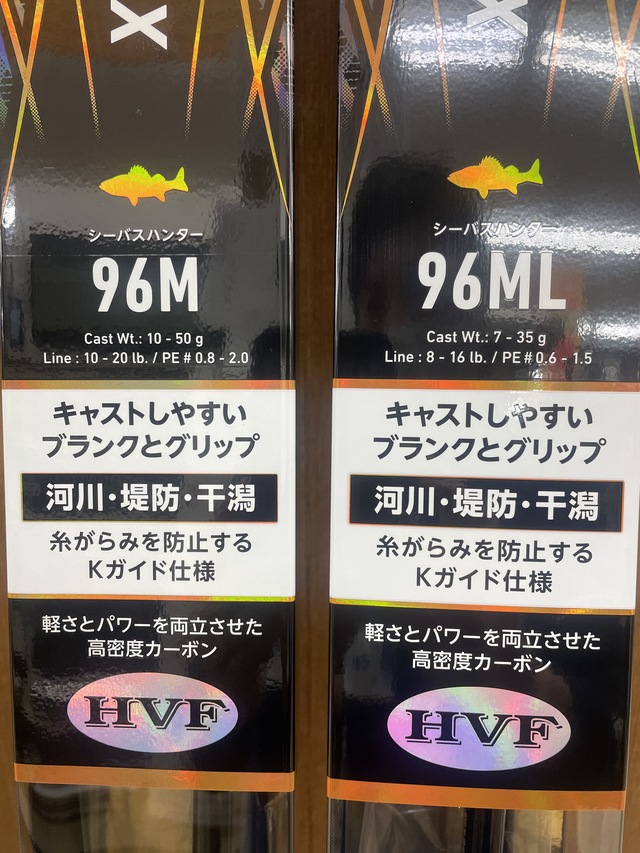 X
シーバスハンター
96M
Cast Wt.: 10 - 50 g
Line : 10 - 20 lb. / PE # 0.8 - 2.0
キャストしやすい
ブランクとグリップ
河川・堤防・干潟
糸がらみを防止する
Kガイド仕様
軽さとパワーを両立させた
高密度カーボン
HVF
X
シーバスハンター
96ML
Cast Wt.: 7 - 35 g
Line : 8 - 16 lb. / PE # 0.6 - 1.5
キャストしやすい
ブランクとグリップ
河川・堤防・干潟
糸がらみを防止する
Kガイド仕様
軽さとパワーを両立させた
高密度カーボン
HVF